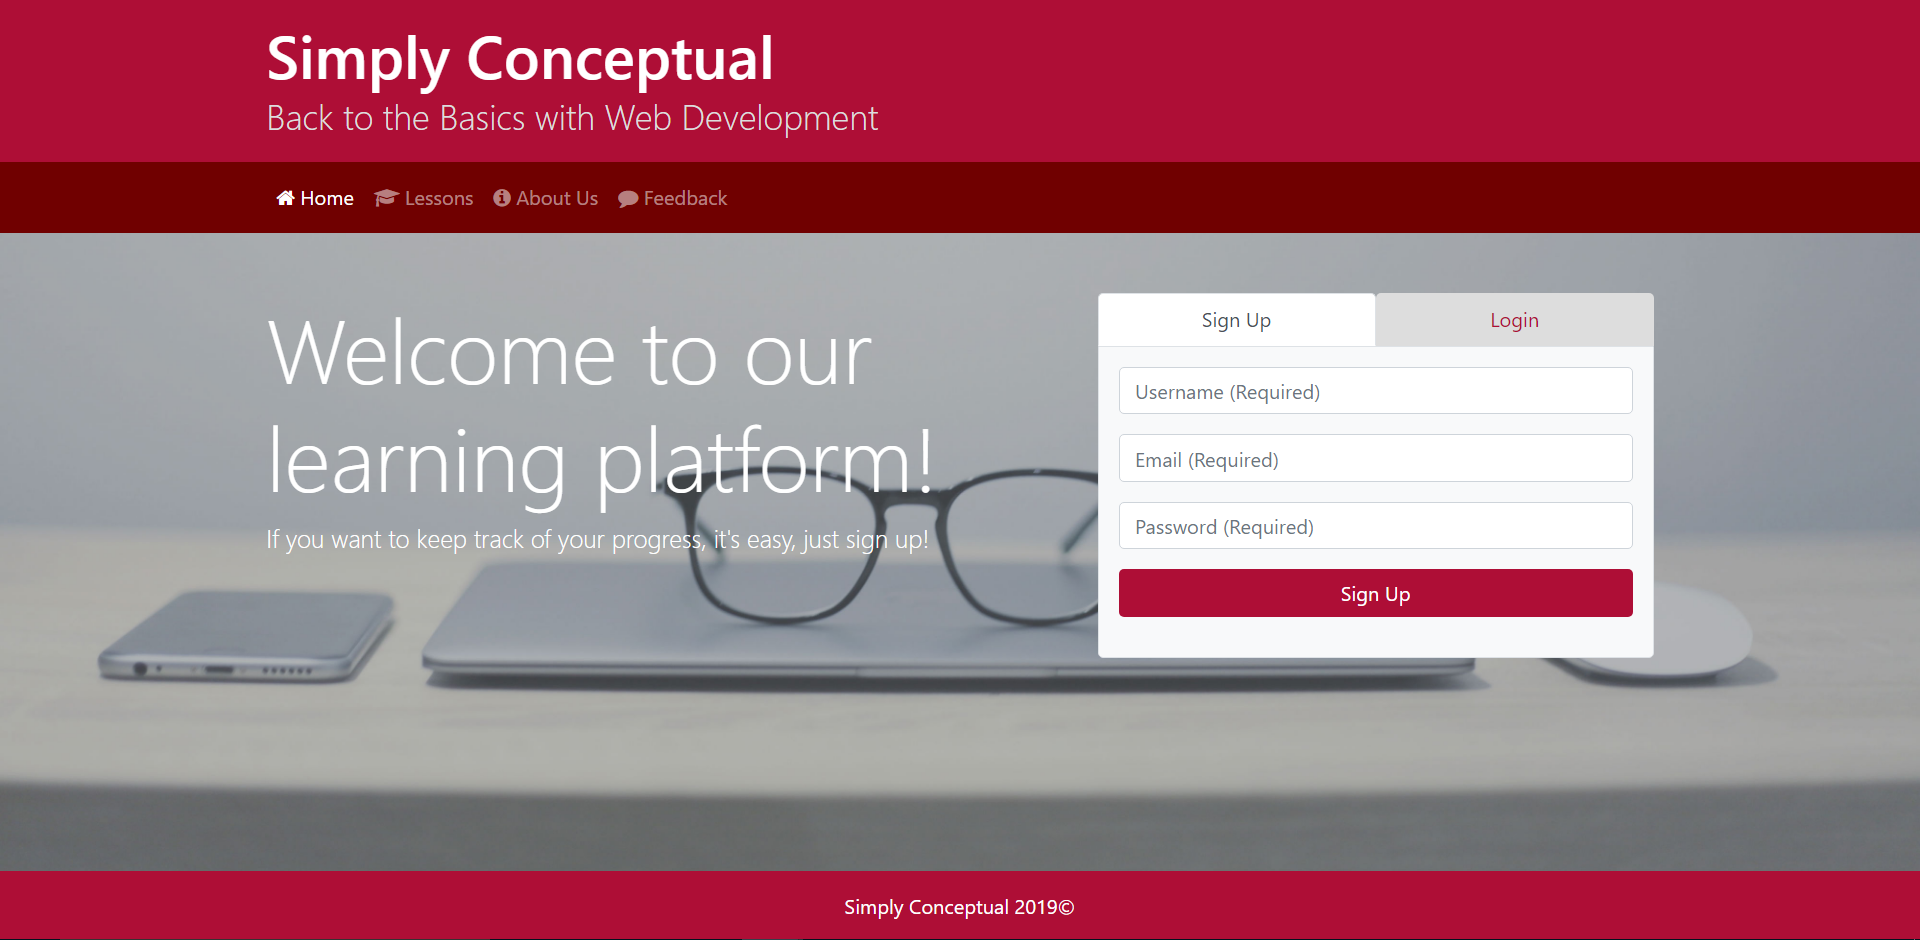 Simply Conceptual
Back to the Basics with Web Development
Home Lessons About Us Feedback
Welcome to our
learning platform!
If you want to keep track of your progress, it's easy, just sign up!
Sign Up Login
Username (Required)
Email (Required)
Password (Required)
Sign Up
Simply Conceptual 2019©